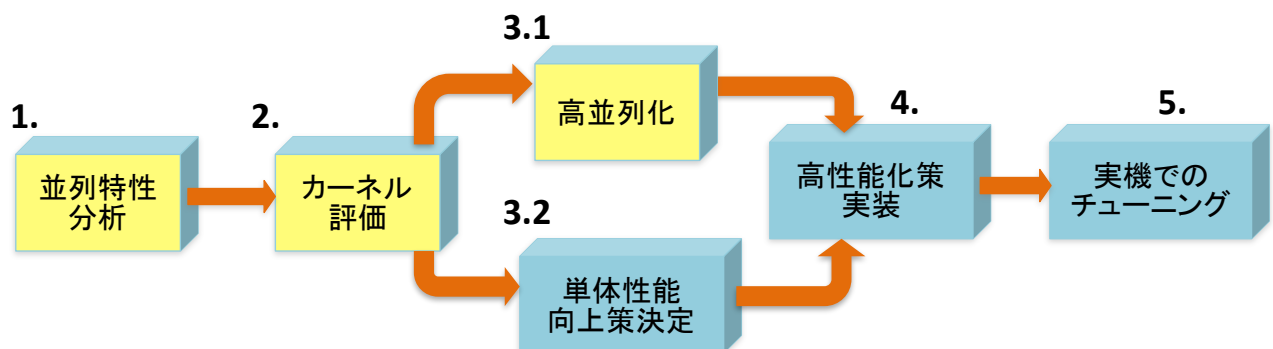 1.
並列特性
分析
2.
カーネル
評価
3.1
高並列化
3.2
単体性能
向上策決定
4.
高性能化策
実装
5.
実機での
チューニング